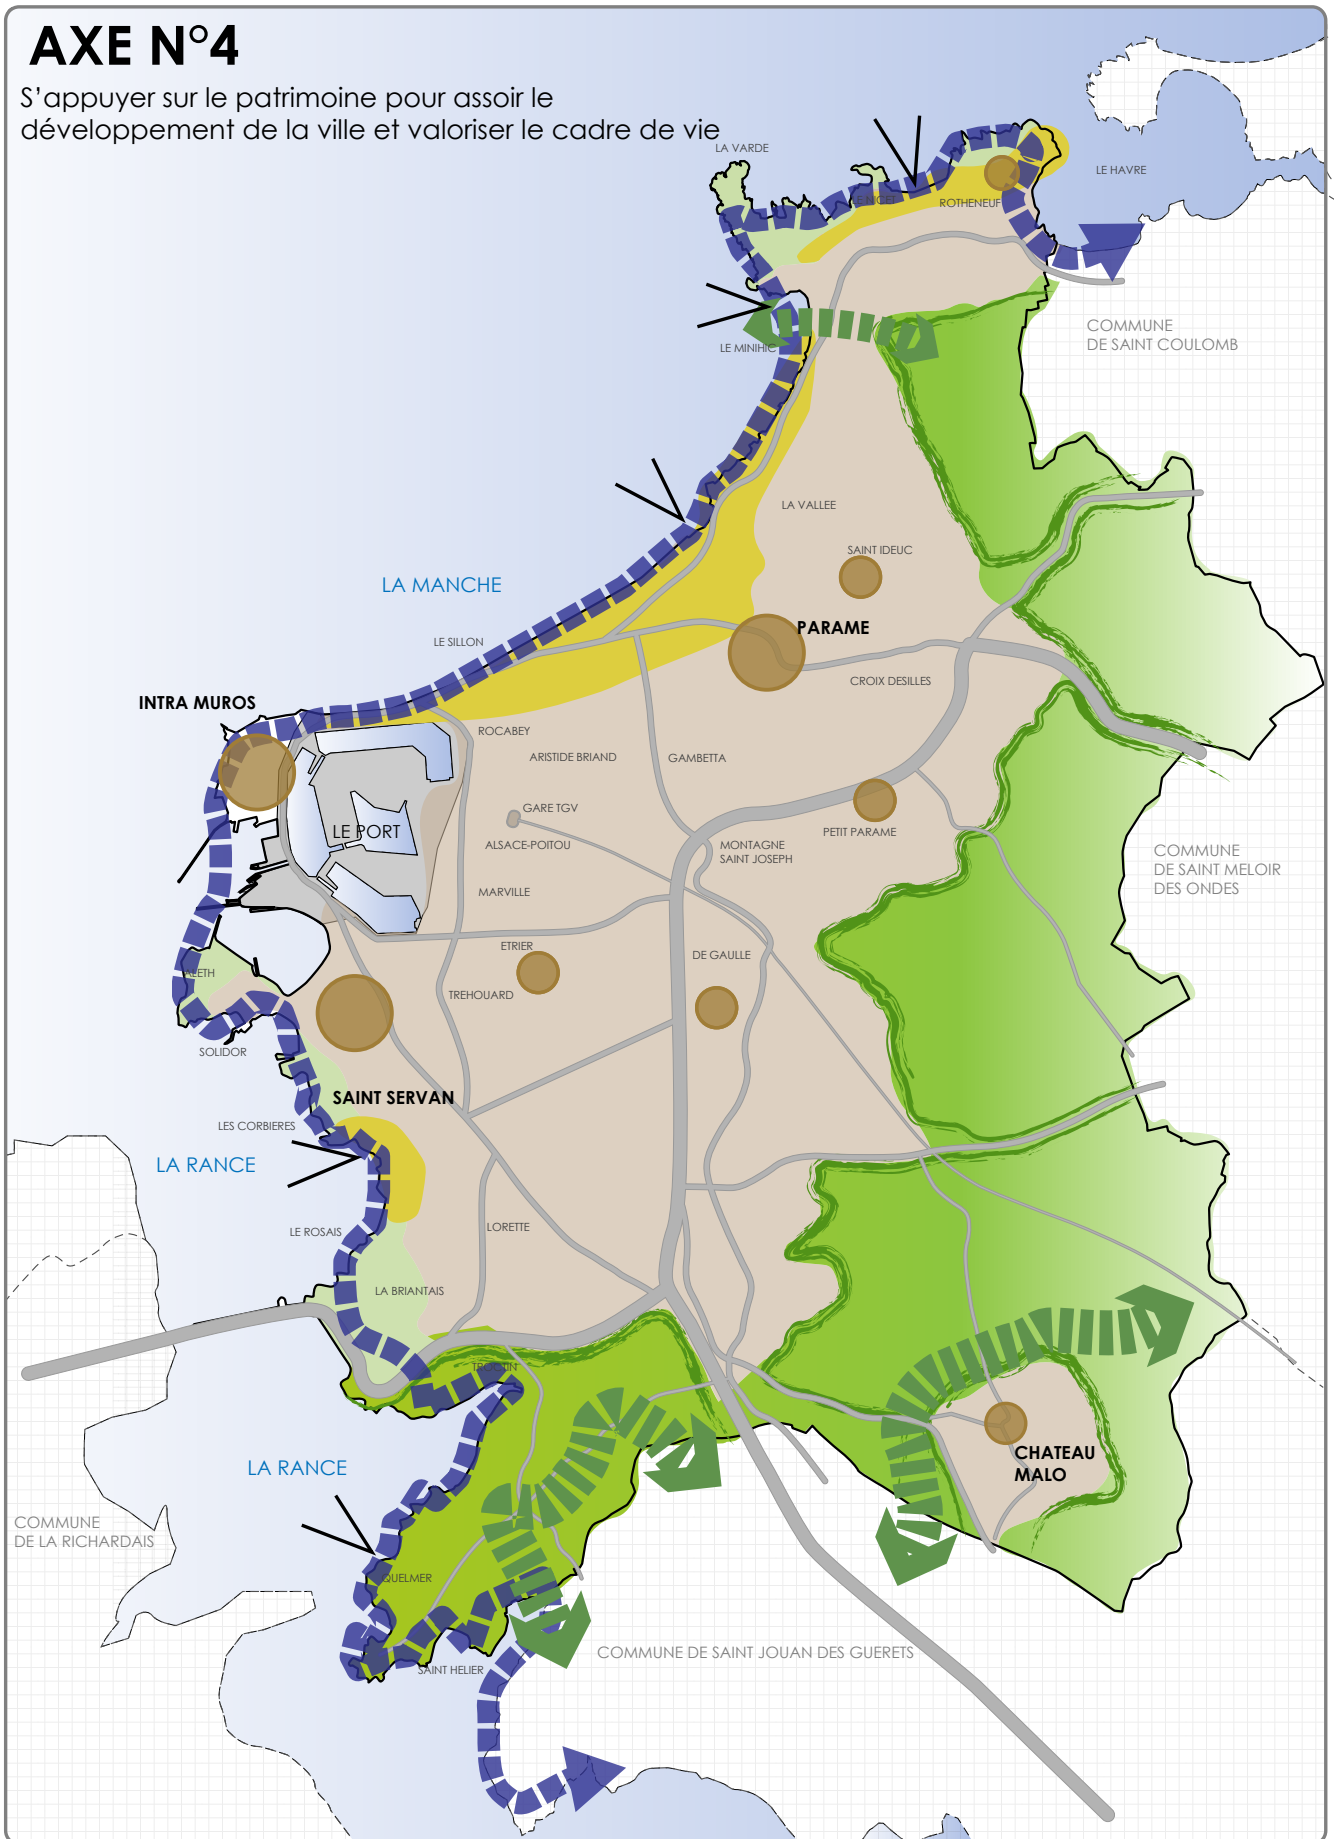 AXE N°4
S'appuyer sur le patrimoine pour assoir le
développement de la ville et valoriser le cadre de vie
LA VARDE
LE HAVRE
LE NICET
ROTHENEUF
COMMUNE
DE SAINT COULOMB
LE MINIHIC
LA VALLEE
SAINT IDEUC
LA MANCHE
PARAME
LE SILLON
CROIX DESILLES
INTRA MUROS
ROCABEY
ARISTIDE BRIAND
GAMBETTA
GARE TGV
LE PORT
PETIT PARAME
ALSACE-POITOU
MONTAGNE
SAINT JOSEPH
COMMUNE
DE SAINT MELOIR
DES ONDES
MARVILLE
ETRIER
DE GAULLE
ALETH
TREHOUARD
SOLIDOR
SAINT SERVAN
LES CORBIERES
LA RANCE
LE ROSAIS
LORETTE
LA BRIANTAIS
TROCTIN
CHATEAU
MALO
LA RANCE
COMMUNE
DE LA RICHARDAIS
QUELMER
COMMUNE DE SAINT JOUAN DES GUERETS
SAINT HELIER